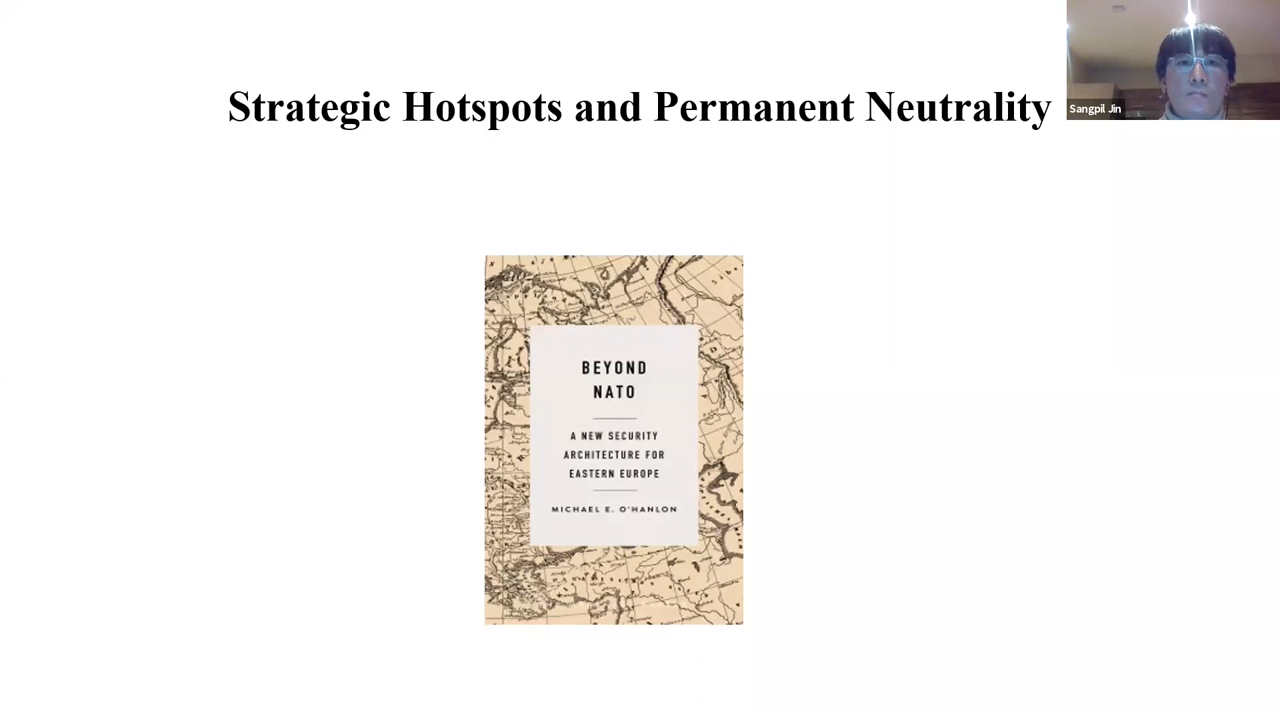 Strategic Hotspots and Permanent Neutrality
Sangpil Jin
BEYOND
NATO
A NEW SECURITY
ARCHITECTURE FOR
EASTERN EUROPE
MICHAEL E. O'HANLON